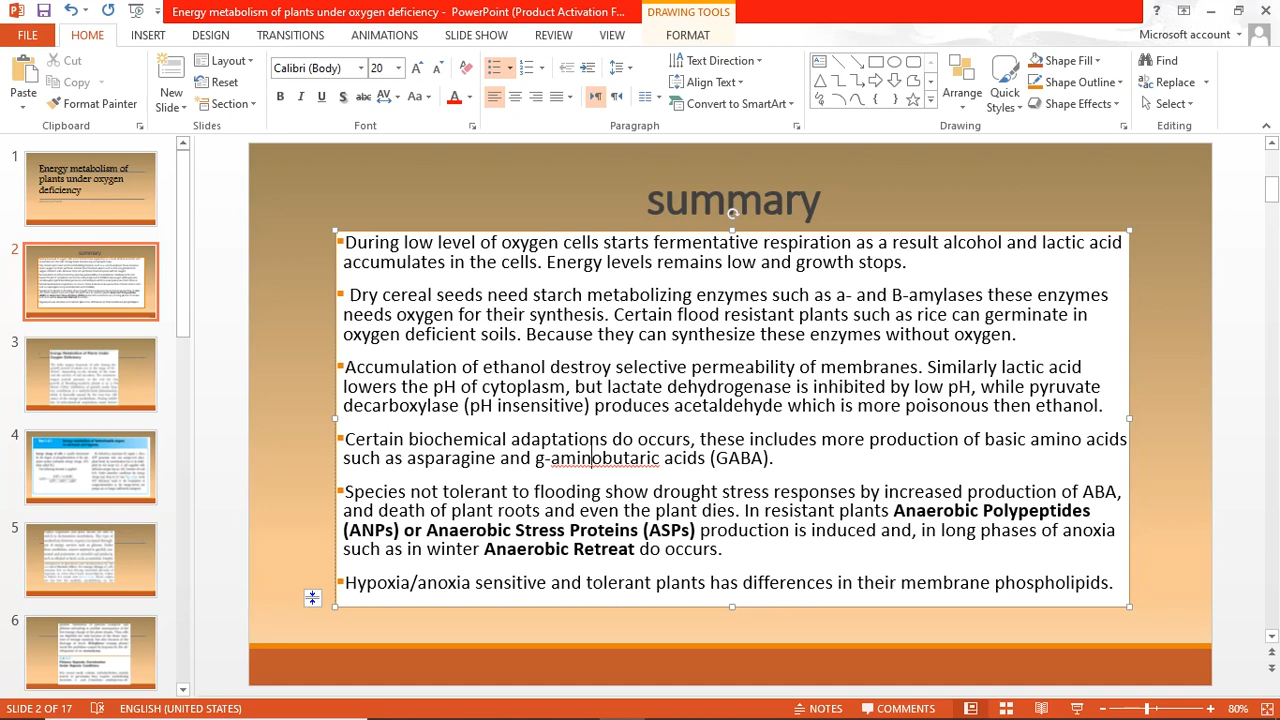 Energy metabolism of plants under oxygen deficiency - PowerPoint (Product Activation F...
DRAWING TOOLS
FILE HOME INSERT DESIGN TRANSITIONS ANIMATIONS SLIDE SHOW REVIEW VIEW FORMAT
Microsoft account
Paste
Cut
Copy
Format Painter
Clipboard
New
Slide
Layout
Reset
Section
Slides
Calibri (Body) 20
Font
Text Direction
Align Text
Convert to SmartArt
Paragraph
Arrange
Quick
Styles
Shape Fill
Shape Outline
Shape Effects
Drawing
Find
Replace
Select
Editing
1
Energy metabolism of
plants under oxygen
deficiency
2
summary
3
4
5
6
summary
During low level of oxygen cells starts fermentative respiration as a result alcohol and lactic acid
accumulates in tissues. Energy levels remains low and growth stops.
Dry cereal seeds need starch metabolizing enzymes such as a- and B-amylases these enzymes
needs oxygen for their synthesis. Certain flood resistant plants such as rice can germinate in
oxygen deficient soils. Because they can synthesize these enzymes without oxygen.
Accumulation of ethanol destroy selective permeability of membranes. Similarly lactic acid
lowers the pH of cytoplasm, but lactate dehydrogenase is inhibited by low pH, while pyruvate
decarboxylase (pH insensitive) produces acetaldehyde which is more poisonous then ethanol.
Certain biochemical adaptations do occurs, these includes more production of basic amino acids
such as asparagine and gaminobutaric acids (GABA).
Species not tolerant to flooding show drought stress responses by increased production of ABA,
and death of plant roots and even the plant dies. In resistant plants Anaerobic Polypeptides
(ANPs) or Anaerobic Stress Proteins (ASPs) production is induced and in long phases of anoxia
such as in winter Anaerobic Retreat do occurs.
Hypoxia/anoxia sensitive and tolerant plants has differences in their membrane phospholipids.
SLIDE 2 OF 17
ENGLISH (UNITED STATES)
NOTES
COMMENTS
80%